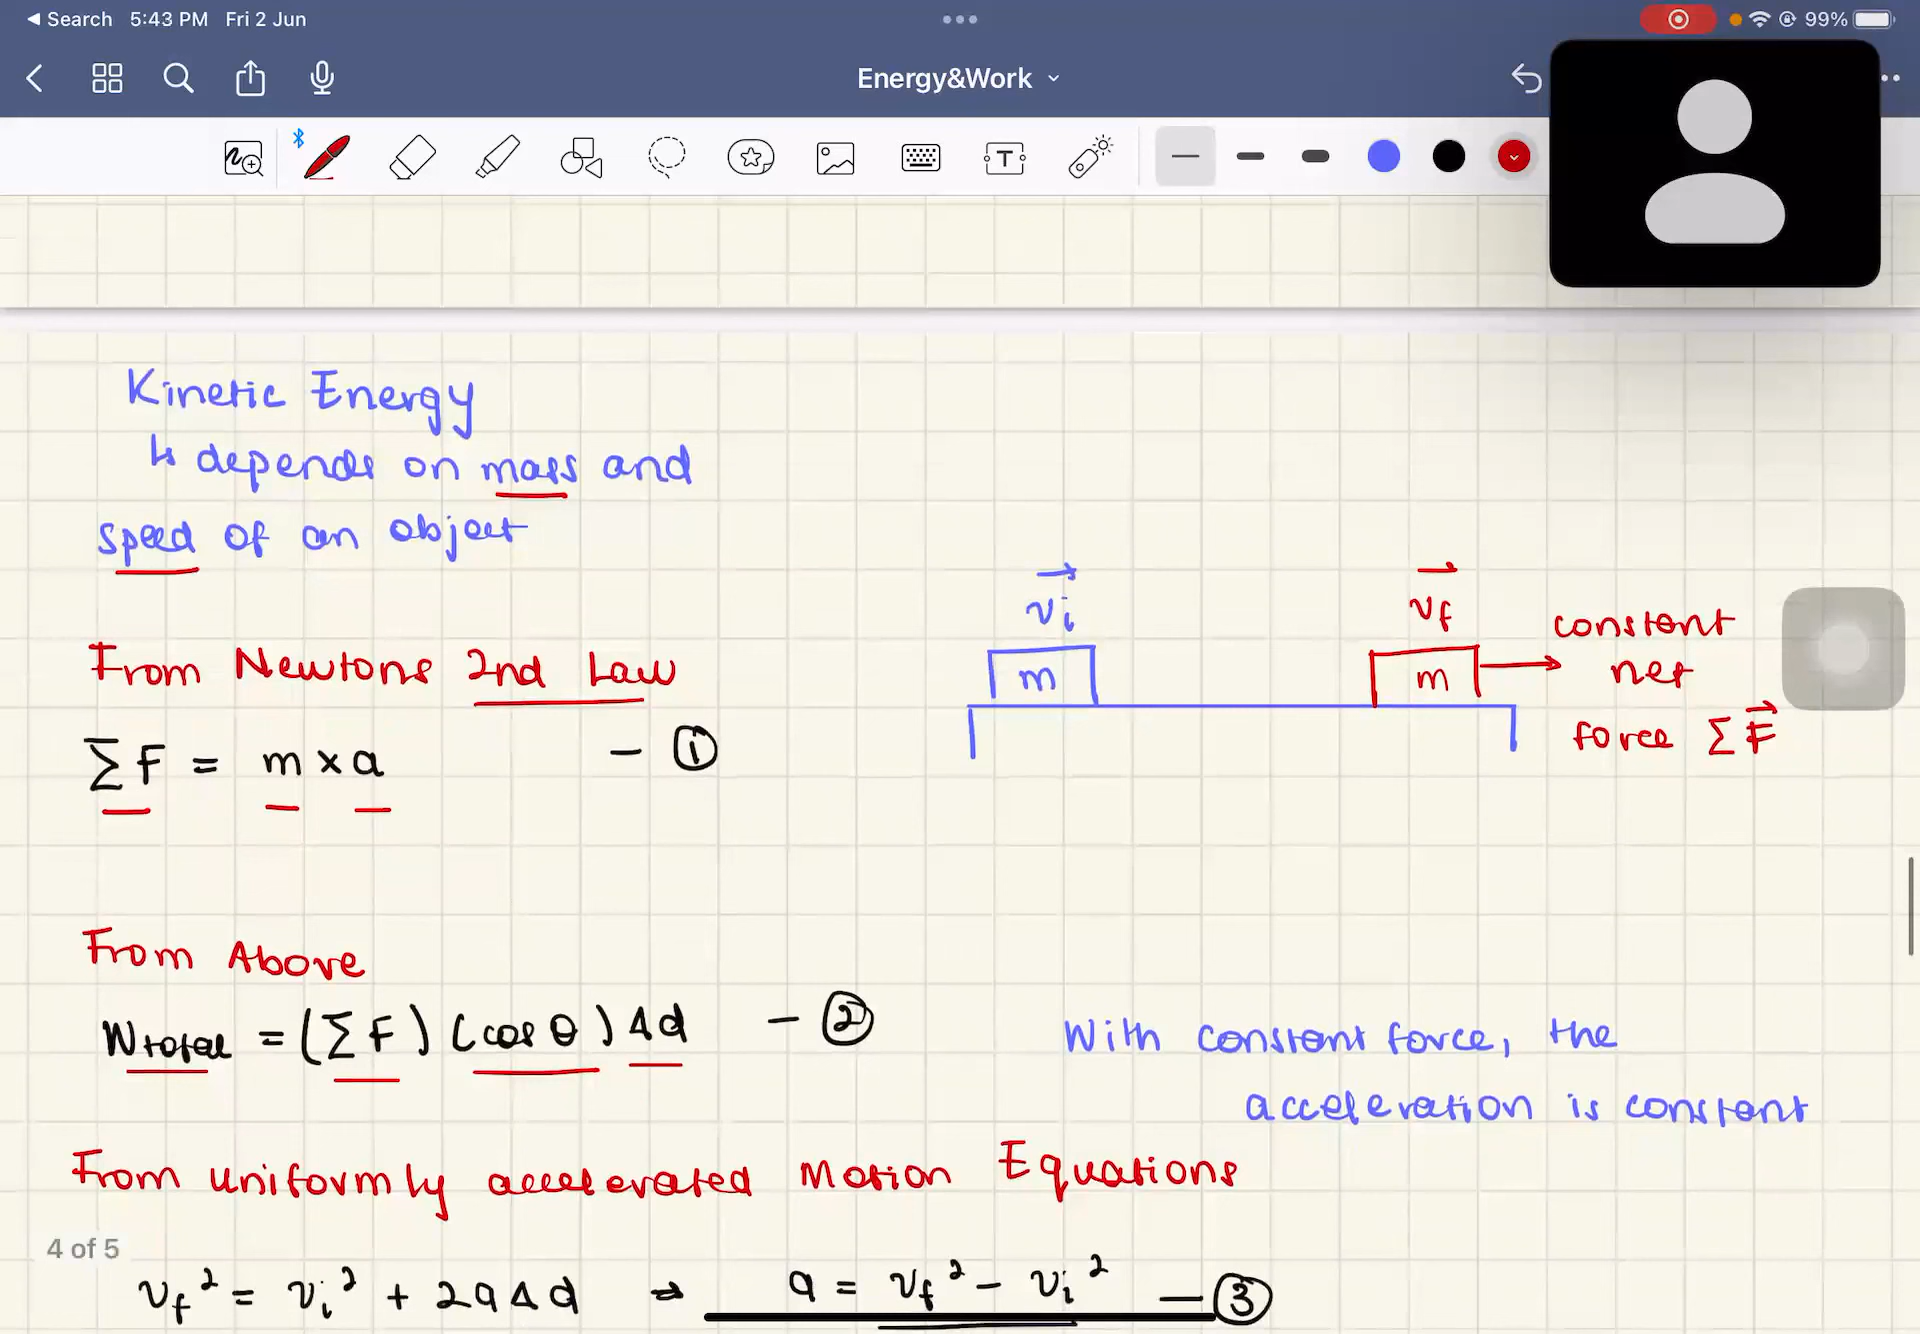 Search 5:43 PM Fri 2 Jun
99%
Energy&Work
Kinetic Energy
↳ depends on mass and
speed of an object
From Newtons 2nd Law
ΣF = m x a - ①
vi
m
vf
m
constant
net
force ΣF
From Above
Wtotal = (ΣF) (cos θ) Δd - ②
With constant force, the
acceleration is constant
From uniformly accelerated Motion Equations
4 of 5
vf² = vi² + 2aΔd → a = vf² - vi² - ③